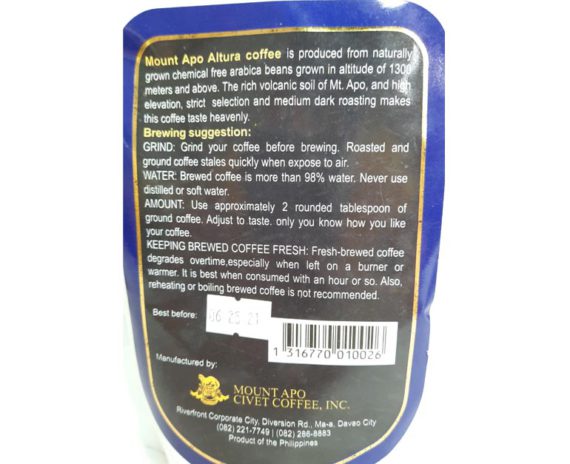 Mount Apo Altura coffee is produced from naturally
grown chemical free arabica beans grown in altitude of 1300
meters and above. The rich volcanic soil of Mt. Apo, and high
elevation, strict selection and medium dark roasting makes
this coffee taste heavenly.
Brewing suggestion:
GRIND: Grind your coffee before brewing. Roasted and
ground coffee stales quickly when expose to air.
WATER: Brewed coffee is more than 98% water. Never use
distilled or soft water.
AMOUNT: Use approximately 2 rounded tablespoon of
ground coffee. Adjust to taste. only you know how you like
your coffee.
KEEPING BREWED COFFEE FRESH: Fresh-brewed coffee
degrades overtime,especially when left on a burner or
warmer. It is best when consumed with an hour or so. Also,
reheating or boiling brewed coffee is not recommended.
Best before: 06 23 21
1 316770 010026
Manufactured by:
MOUNT APO
CIVET COFFEE, INC.
Riverfront Corporate City, Diversion Rd., Ma-a. Davao City
(082) 221-7749 | (082) 286-8883
Product of the Philippines